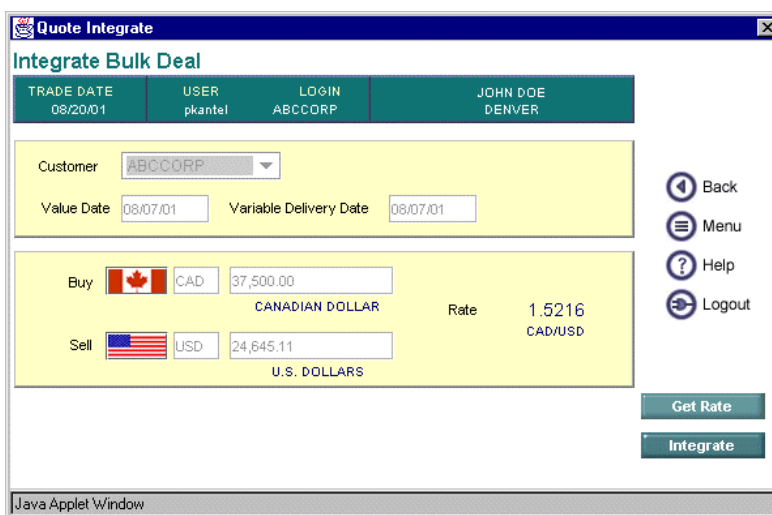 Quote Integrate
Integrate Bulk Deal
TRADE DATE USER LOGIN JOHN DOE
08/20/01 pkantel ABCCORP DENVER
Customer ABCCORP
Value Date 08/07/01 Variable Delivery Date 08/07/01
Buy CAD 37,500.00
CANADIAN DOLLAR
Rate 1.5216
CAD/USD
Sell USD 24,645.11
U.S. DOLLARS
Back
Menu
? Help
Logout
Get Rate
Integrate
Java Applet Window